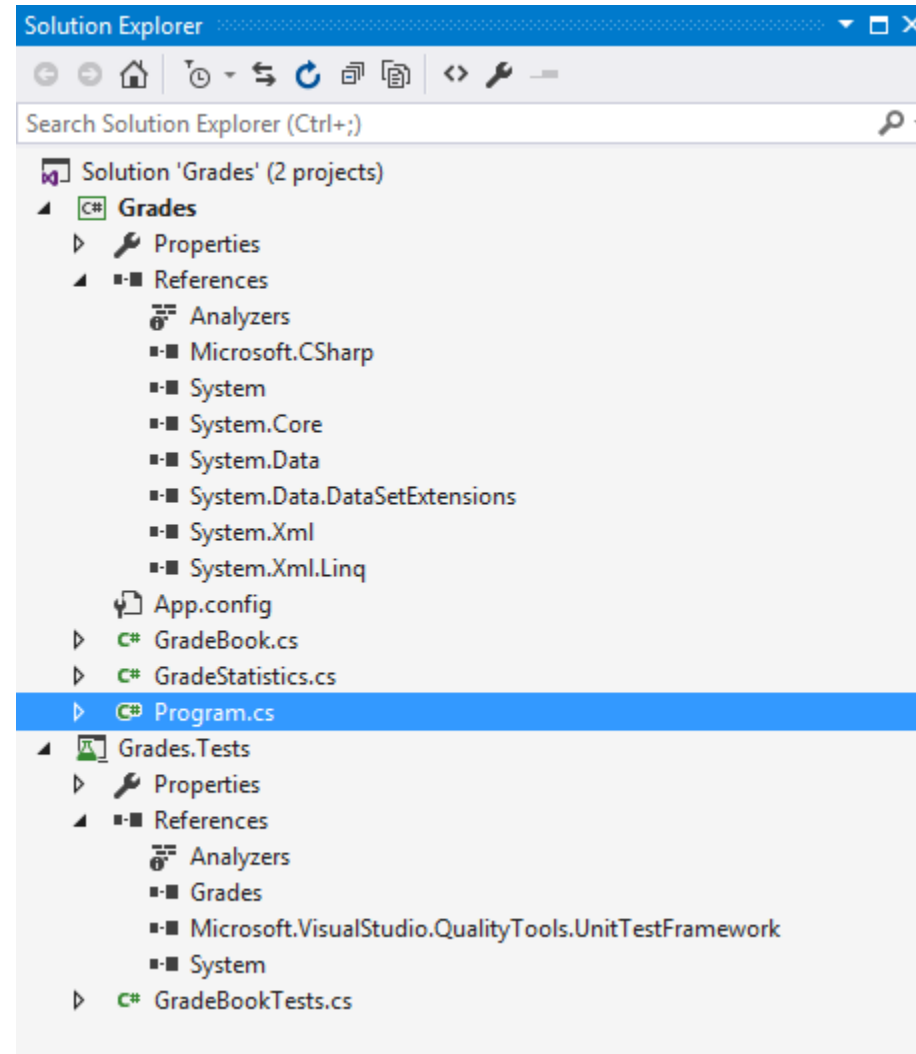 Solution Explorer
Search Solution Explorer (Ctrl+;)
Solution 'Grades' (2 projects)
C# Grades
Properties
References
Analyzers
Microsoft.CSharp
System
System.Core
System.Data
System.Data.DataSetExtensions
System.Xml
System.Xml.Linq
App.config
C# GradeBook.cs
C# GradeStatistics.cs
C# Program.cs
Grades.Tests
Properties
References
Analyzers
Grades
Microsoft.VisualStudio.QualityTools.UnitTestFramework
System
C# GradeBookTests.cs